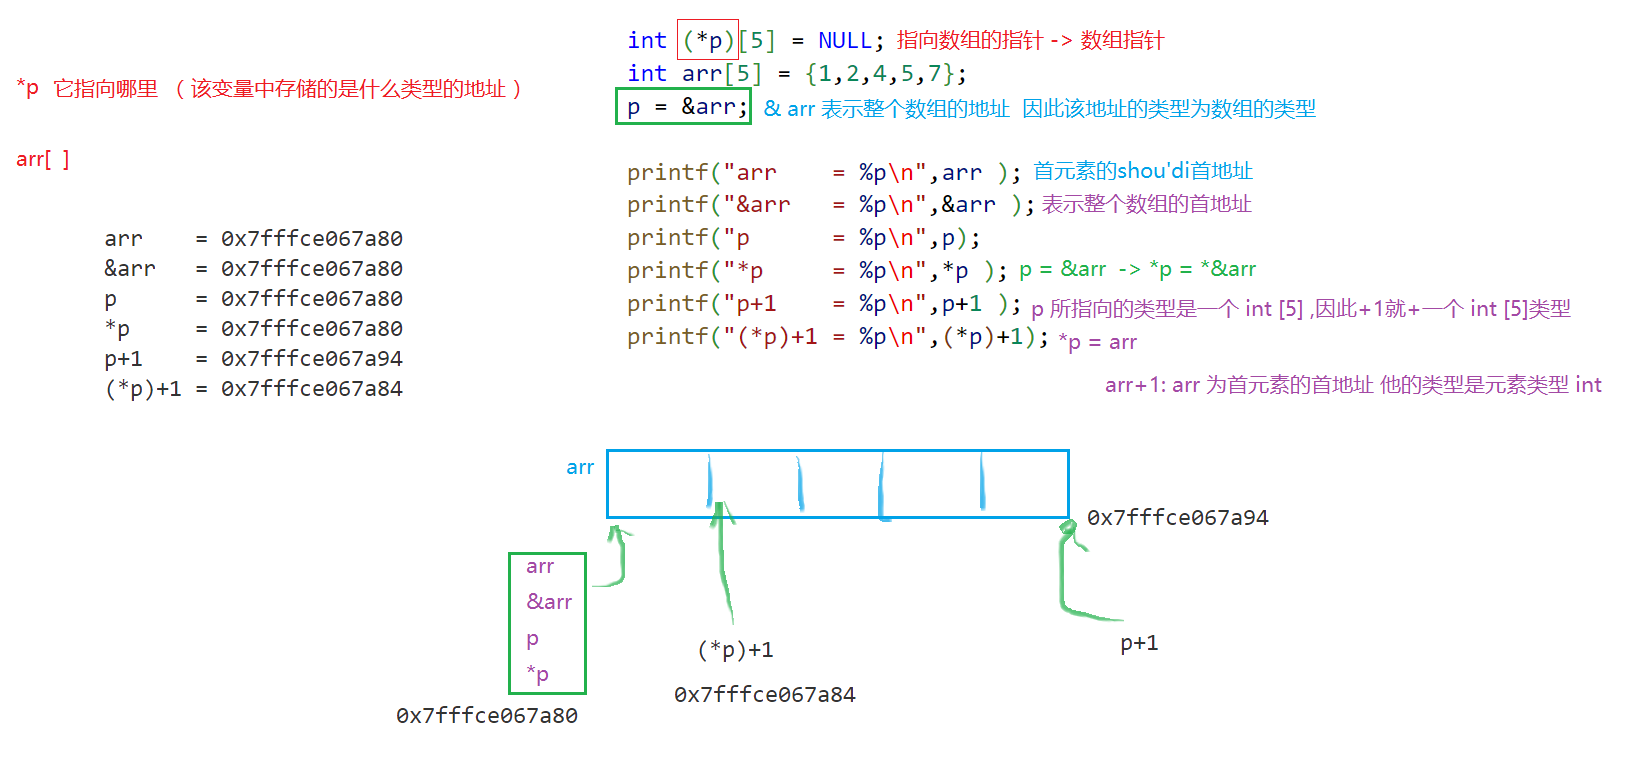 int (*p)[5] = NULL; 指向数组的指针 -> 数组指针
*p 它指向哪里 （ 该变量中存储的是什么类型的地址 ）
int arr[5] = {1,2,4,5,7};
p = &arr; & arr 表示整个数组的地址 因此该地址的类型为数组的类型
arr[ ]
printf("arr    = %p\n",arr ); 首元素的shou'di首地址
printf("&arr   = %p\n",&arr ); 表示整个数组的首地址
printf("p      = %p\n",p);
printf("*p     = %p\n",*p ); p = &arr -> *p = *&arr
printf("p+1    = %p\n",p+1 ); p 所指向的类型是一个 int [5] ,因此+1就+一个 int [5]类型
printf("(*p)+1 = %p\n",(*p)+1); *p = arr
arr+1: arr 为首元素的首地址 他的类型是元素类型 int
arr    = 0x7fffce067a80
&arr   = 0x7fffce067a80
p      = 0x7fffce067a80
*p     = 0x7fffce067a80
p+1    = 0x7fffce067a94
(*p)+1 = 0x7fffce067a84
arr
0x7fffce067a94
arr
&arr
p
*p
0x7fffce067a80
(*p)+1
0x7fffce067a84
p+1